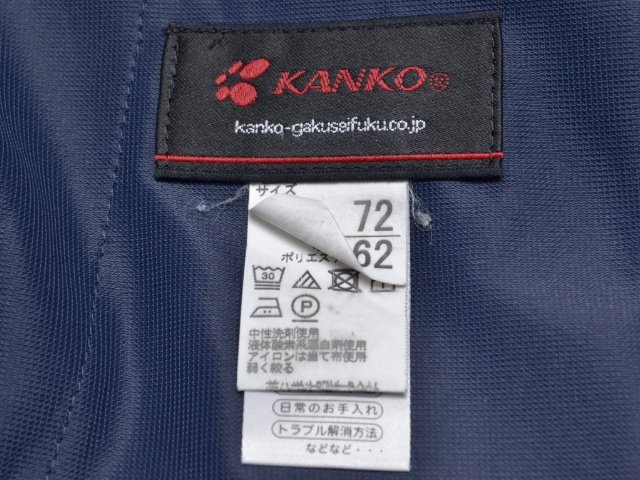 KANKO®
kanko-gakuseifuku.co.jp
サイズ
72
62
ポリエス
30
P
中性洗剤使用
液体酸素系漂白剤使用
アイロンは当て布使用
弱く絞る
日常のお手入れ
トラブル解消方法
などなど・・・